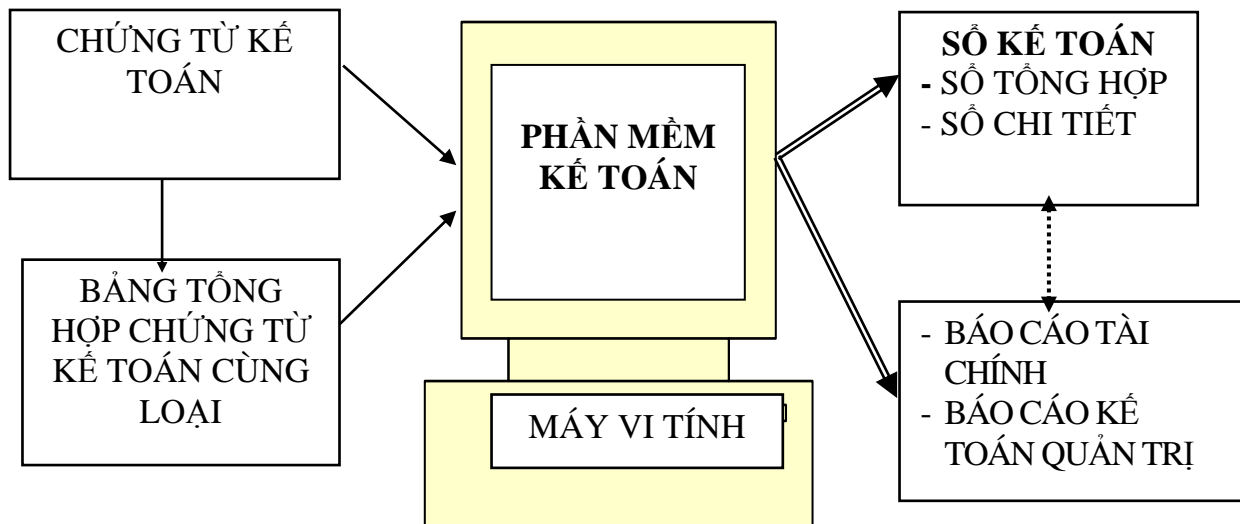 CHỨNG TỪ KẾ
TOÁN
BẢNG TỔNG
HỢP CHỨNG TỪ
KẾ TOÁN CÙNG
LOẠI
PHẦN MỀM
KẾ TOÁN
MÁY VI TÍNH
SỔ KẾ TOÁN
- SỔ TỔNG HỢP
- SỔ CHI TIẾT
- BÁO CÁO TÀI
CHÍNH
- BÁO CÁO KẾ
TOÁN QUẢN TRỊ